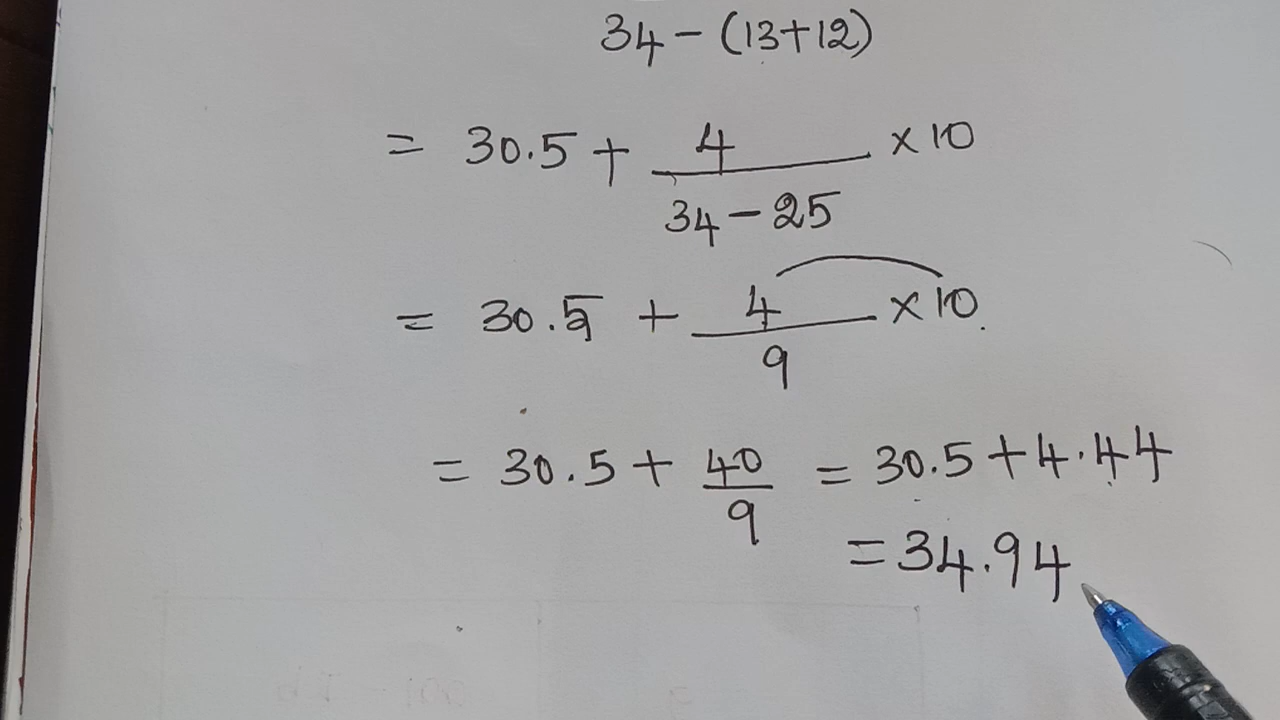 34 - (13+12)
= 30.5 + 4 × 10
34 - 25
= 30.5 + 4 × 10
9
= 30.5 + 40 = 30.5 + 4.44
9
= 34.94